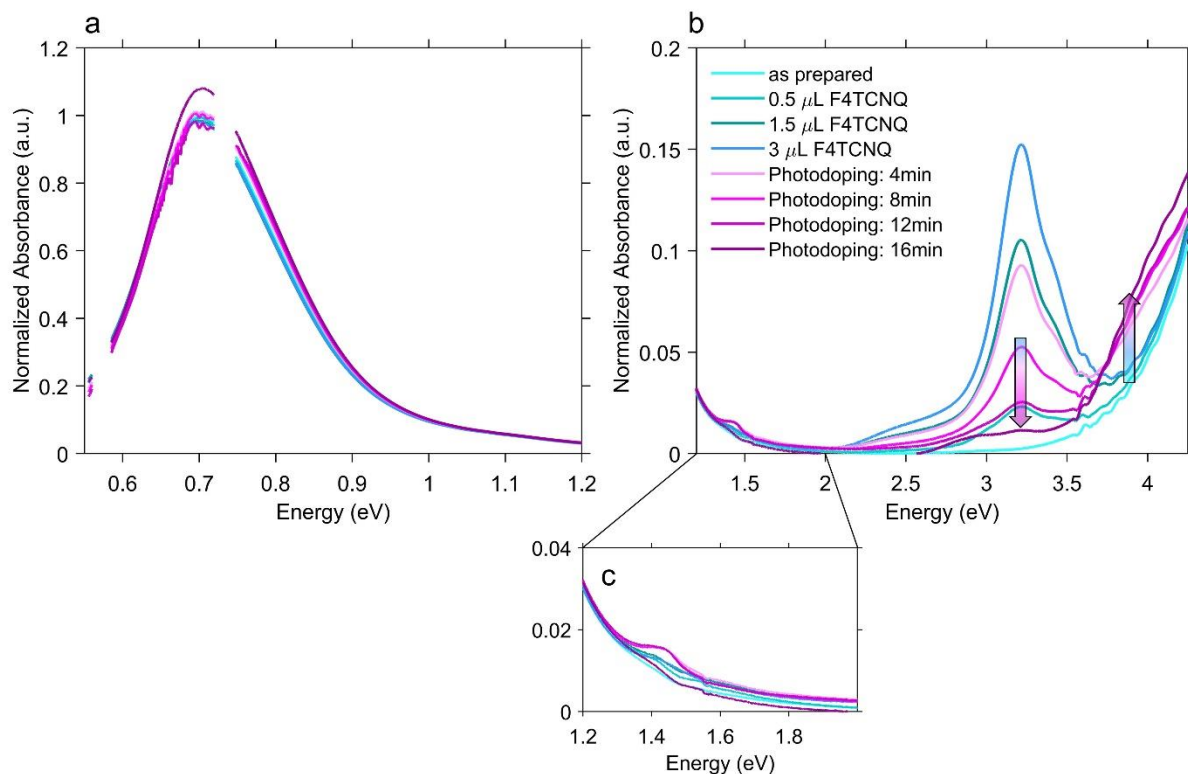 a
Normalized Absorbance (a.u.)
1.2
1
0.8
0.6
0.4
0.2
0
0.6 0.7 0.8 0.9 1 1.1 1.2
Energy (eV)
b
Normalized Absorbance (a.u.)
0.2
0.15
0.1
0.05
0
as prepared
0.5 μL F4TCNQ
1.5 μL F4TCNQ
3 μL F4TCNQ
Photodoping: 4min
Photodoping: 8min
Photodoping: 12min
Photodoping: 16min
1.5 2 2.5 3 3.5 4
Energy (eV)
c
0.04
0.02
0
1.2 1.4 1.6 1.8
Energy (eV)